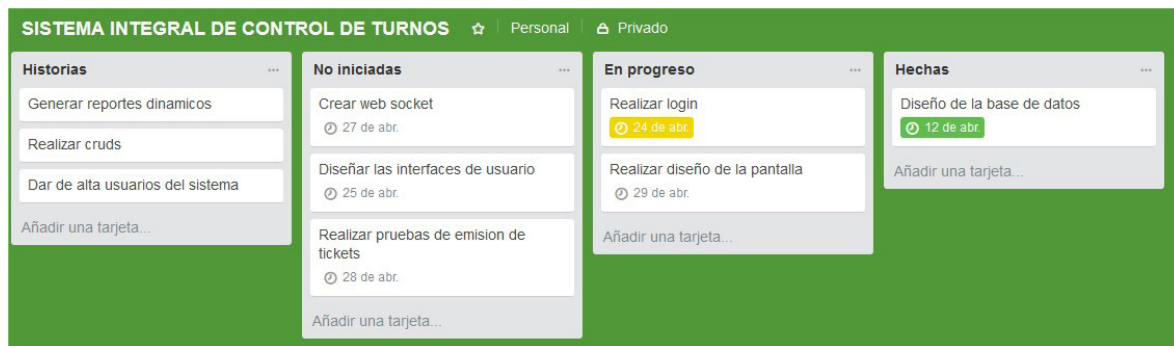 SISTEMA INTEGRAL DE CONTROL DE TURNOS Personal Privado
Historias
Generar reportes dinamicos
Realizar cruds
Dar de alta usuarios del sistema
Añadir una tarjeta...
No iniciadas
Crear web socket
27 de abr.
Diseñar las interfaces de usuario
25 de abr.
Realizar pruebas de emision de
tickets
28 de abr.
Añadir una tarjeta...
En progreso
Realizar login
24 de abr.
Realizar diseño de la pantalla
29 de abr.
Añadir una tarjeta...
Hechas
Diseño de la base de datos
12 de abr.
Añadir una tarjeta...